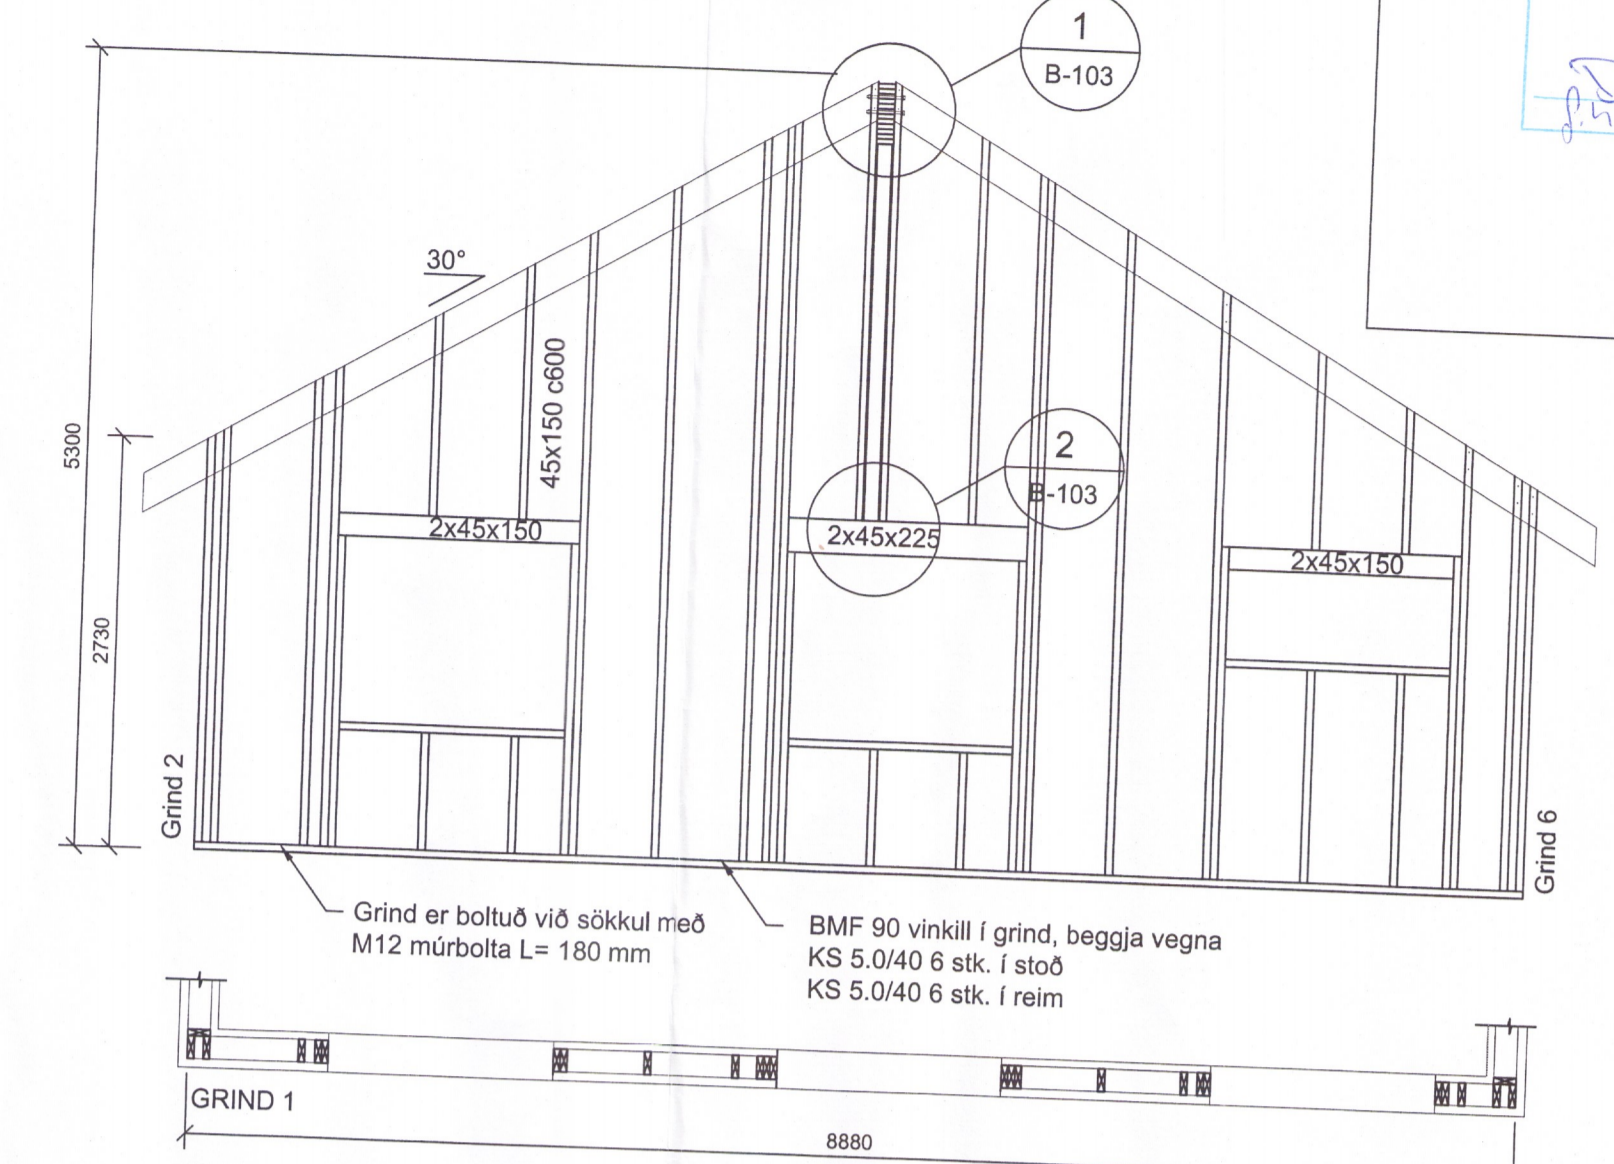 1
B-103
30°
5300
45x150 c600
2
B-103
2x45x150
2x45x225
2x45x150
2730
Grind 2
Grind 6
Grind er boltuð við sökkul með
M12 múrbolta L= 180 mm
BMF 90 vinkill í grind, beggja vegna
KS 5.0/40 6 stk. í stoð
KS 5.0/40 6 stk. í reim
GRIND 1
8880